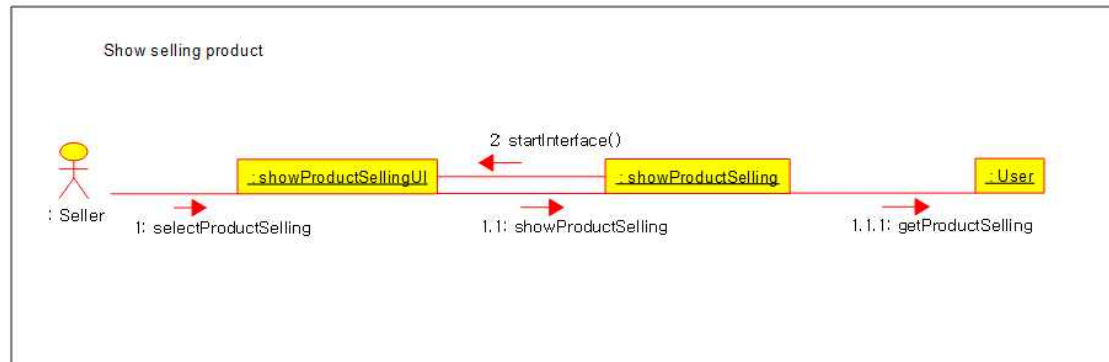 Show selling product
2: startInterface()
: showProductSellingUI
: showProductSelling
: User
: Seller
1: selectProductSelling
1.1: showProductSelling
1.1.1: getProductSelling